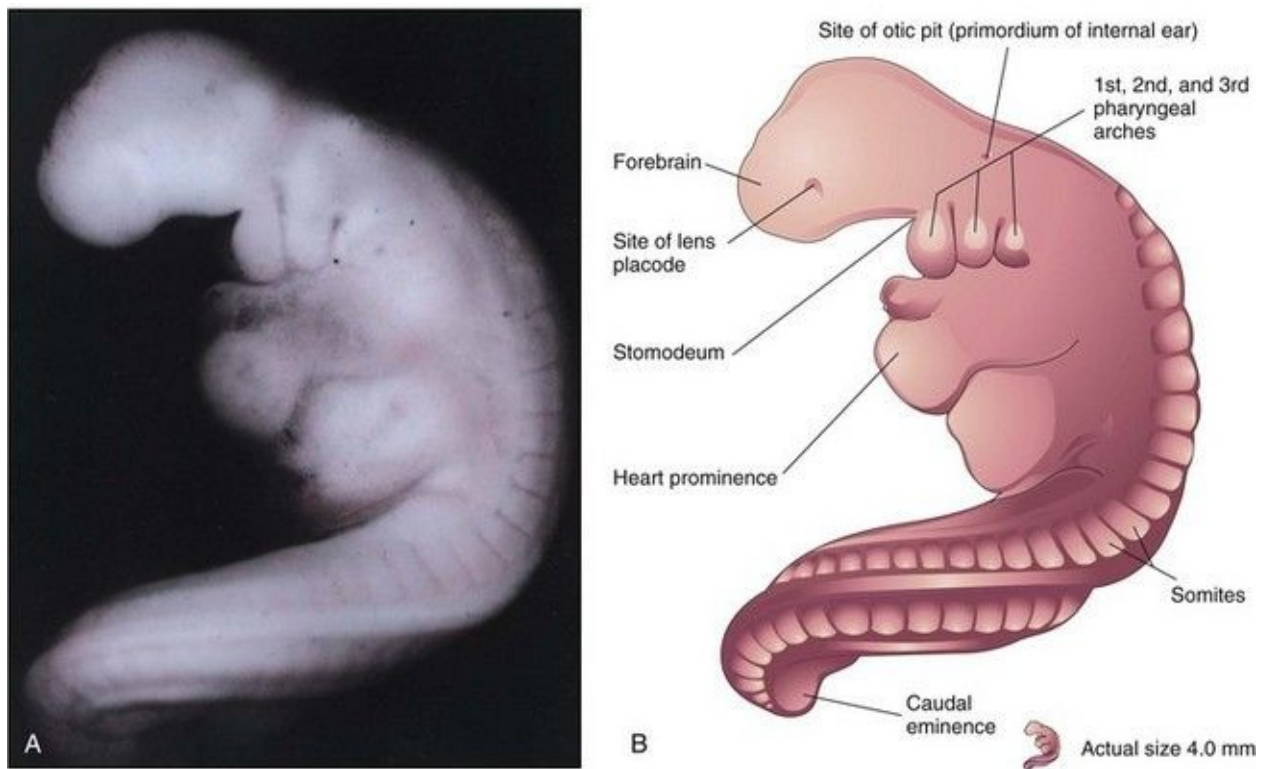 Site of otic pit (primordium of internal ear)
1st, 2nd, and 3rd
pharyngeal
arches
Forebrain
Site of lens
placode
Stomodeum
Heart prominence
Somites
Caudal
eminence
A
B
Actual size 4.0 mm